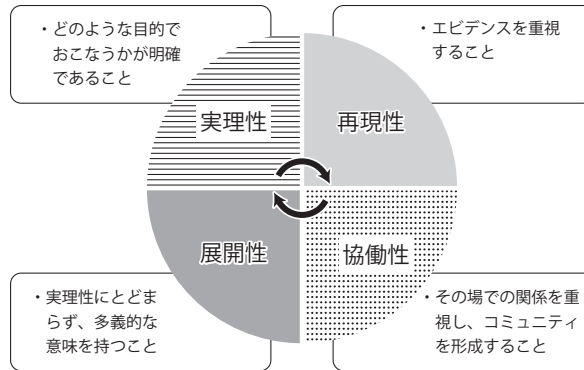 ・どのような目的で
おこなうかが明確
であること
・エビデンスを重視
すること
実理性
再現性
展開性
協働性
・実理性にとどま
らず、多義的な
意味を持つこと
・その場での関係を重
視し、コミュニティ
を形成すること